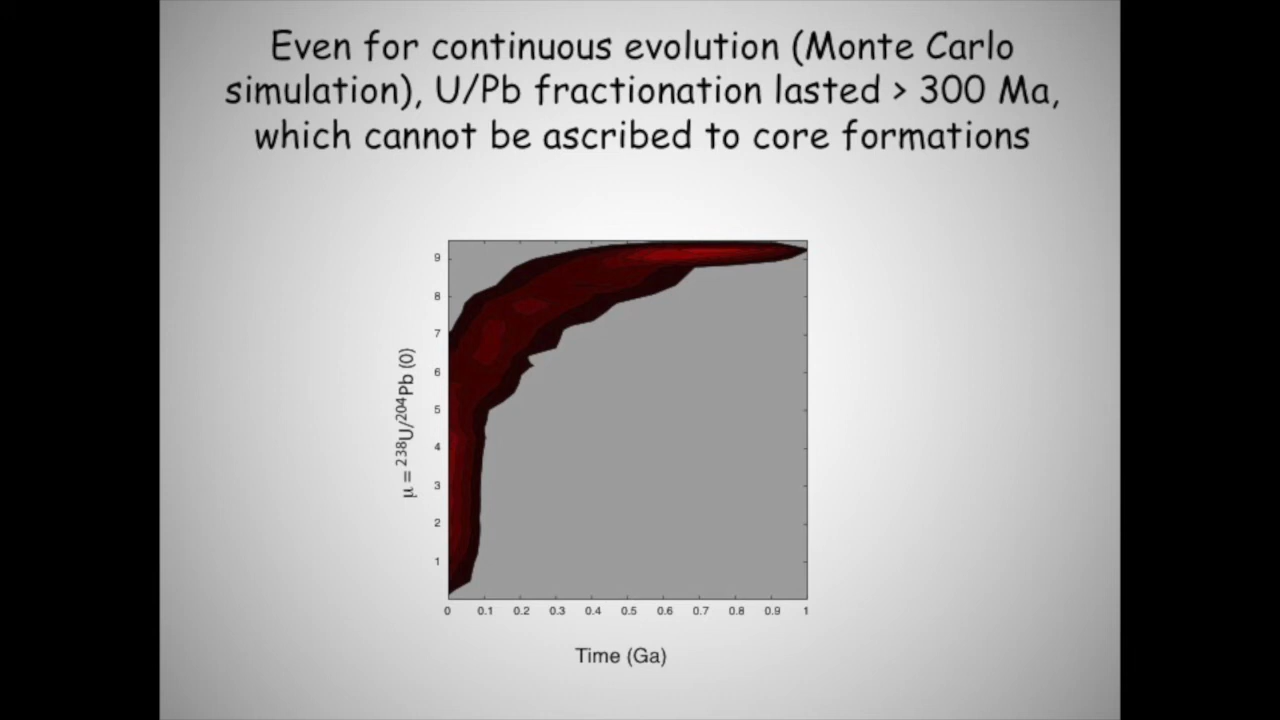 Even for continuous evolution (Monte Carlo
simulation), U/Pb fractionation lasted > 300 Ma,
which cannot be ascribed to core formations
9
8
7
6
5
4
3
2
1
μ = ²³⁸U/²⁰⁴Pb (0)
0 0.1 0.2 0.3 0.4 0.5 0.6 0.7 0.8 0.9 1
Time (Ga)